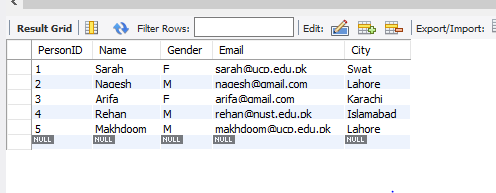 Result Grid Filter Rows: Edit: Export/Import:
PersonID Name Gender Email City
1 Sarah F sarah@ucp.edu.pk Swat
2 Nagesh M nagesh@gmail.com Lahore
3 Arifa F arifa@gmail.com Karachi
4 Rehan M rehan@nust.edu.pk Islamabad
5 Makhdoom M makhdoom@ucp.edu.pk Lahore
NULL NULL NULL NULL NULL